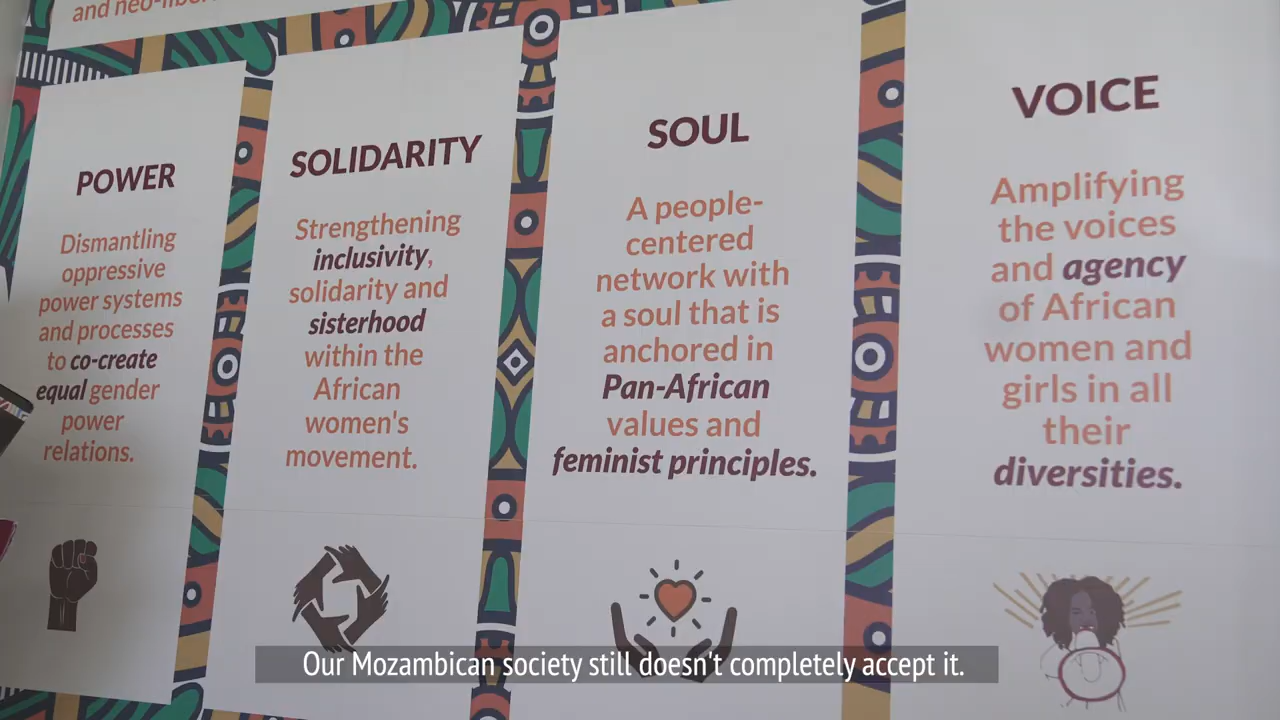 and neo-liber
POWER
Dismantling
oppressive
power systems
and processes
to co-create
equal gender
power
relations.
SOLIDARITY
Strengthening
inclusivity,
solidarity and
sisterhood
within the
African
women's
movement.
SOUL
A people-
centered
network with
a soul that is
anchored in
Pan-African
values and
feminist principles.
VOICE
Amplifying
the voices
and agency
of African
women and
girls in all
their
diversities.
Our Mozambican society still doesn't completely accept it.